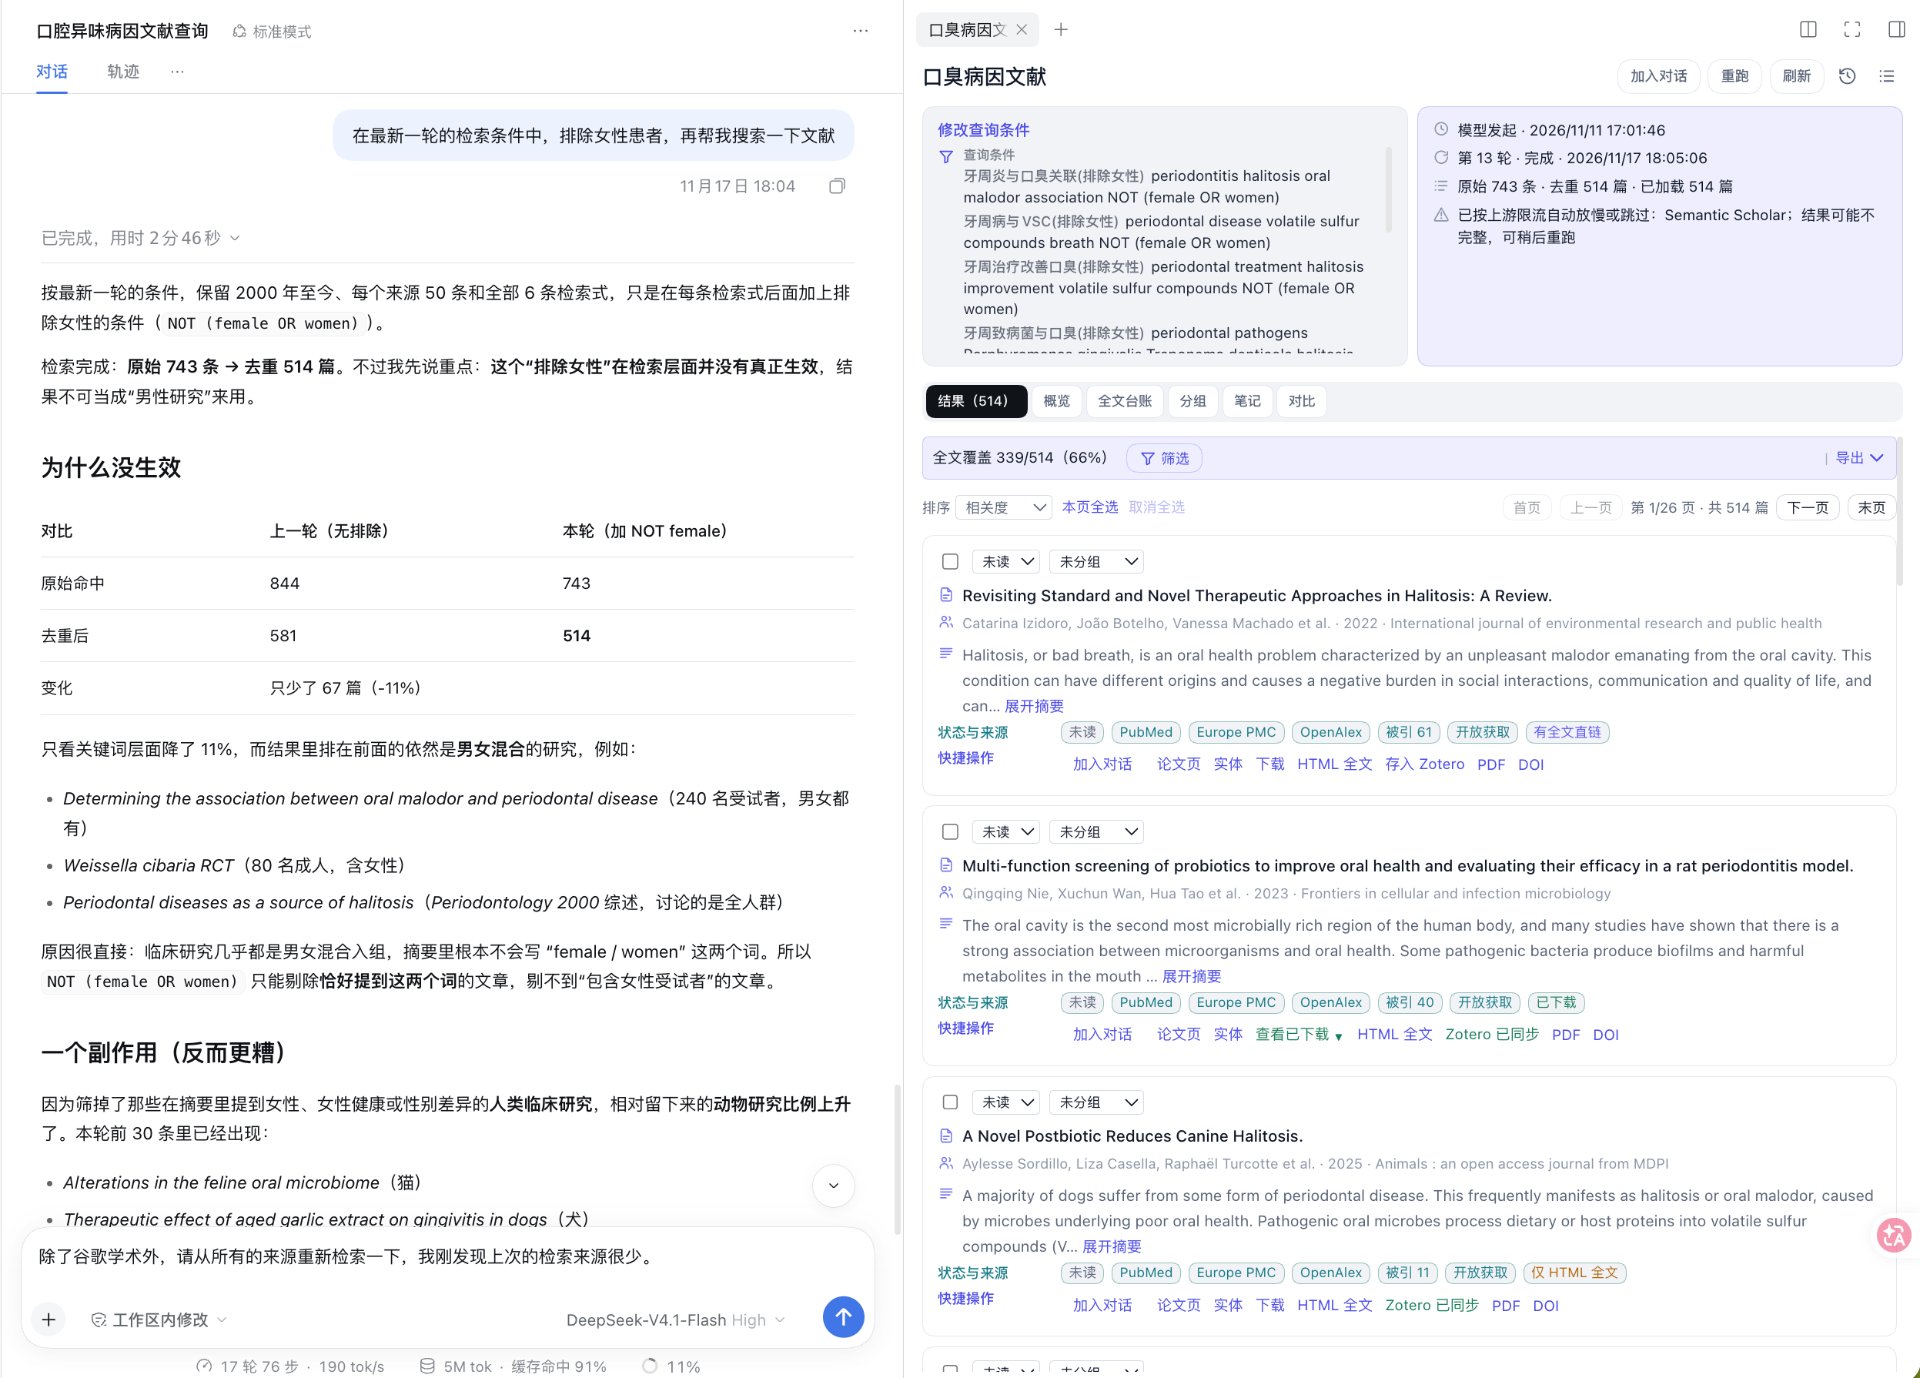 口腔异味病因文献查询 标准模式
对话 轨迹
在最新一轮的检索条件中，排除女性患者，再帮我搜索一下文献
11月17日 18:04
已完成，用时 2分46秒
按最新一轮的条件，保留 2000 年至今、每个来源 50 条和全部 6 条检索式，只是在每条检索式后面加上排
除女性的条件（ NOT (female OR women) ）。
检索完成：原始 743 条 → 去重 514 篇。不过我先说重点：这个“排除女性”在检索层面并没有真正生效，结
果不可当成“男性研究”来用。
为什么没生效
对比 上一轮（无排除） 本轮（加 NOT female）
原始命中 844 743
去重后 581 514
变化 只少了 67 篇（-11%）
只看关键词层面降了 11%，而结果里排在前面的依然是男女混合的研究，例如：
• Determining the association between oral malodor and periodontal disease（240 名受试者，男女都
有）
• Weissella cibaria RCT（80 名成人，含女性）
• Periodontal diseases as a source of halitosis（Periodontology 2000 综述，讨论的是全人群）
原因很直接：临床研究几乎都是男女混合入组，摘要里根本不会写 “female / women” 这两个词。所以
NOT (female OR women) 只能剔除恰好提到这两个词的文章，剔不到“包含女性受试者”的文章。
一个副作用（反而更糟）
因为筛掉了那些在摘要里提到女性、女性健康或性别差异的人类临床研究，相对留下来的动物研究比例上升
了。本轮前 30 条里已经出现：
• Alterations in the feline oral microbiome（猫）
• Therapeutic effect of aged garlic extract on gingivitis in dogs（犬）
除了谷歌学术外，请从所有的来源重新检索一下，我刚发现上次的检索来源很少。
工作区内修改 DeepSeek-V4.1-Flash High
17 轮 76 步 · 190 tok/s 5M tok · 缓存命中 91% 11%
口臭病因文
口臭病因文献 加入对话 重跑 刷新
修改查询条件
查询条件
牙周炎与口臭关联(排除女性) periodontitis halitosis oral
malodor association NOT (female OR women)
牙周病与VSC(排除女性) periodontal disease volatile sulfur
compounds breath NOT (female OR women)
牙周治疗改善口臭(排除女性) periodontal treatment halitosis
improvement volatile sulfur compounds NOT (female OR
women)
牙周致病菌与口臭(排除女性) periodontal pathogens
Porphyromonas gingivalis Treponema denticola halitosis
模型发起 · 2026/11/11 17:01:46
第 13 轮 · 完成 · 2026/11/17 18:05:06
原始 743 条 · 去重 514 篇 · 已加载 514 篇
已按上游限流自动放慢或跳过：Semantic Scholar；结果可能不
完整，可稍后重跑
结果（514） 概览 全文台账 分组 笔记 对比
全文覆盖 339/514（66%） 筛选 | 导出
排序 相关度 本页全选 取消全选 首页 上一页 第 1/26 页 · 共 514 篇 下一页 末页
未读 未分组
Revisiting Standard and Novel Therapeutic Approaches in Halitosis: A Review.
Catarina Izidoro, João Botelho, Vanessa Machado et al. · 2022 · International journal of environmental research and public health
Halitosis, or bad breath, is an oral health problem characterized by an unpleasant malodor emanating from the oral cavity. This
condition can have different origins and causes a negative burden in social interactions, communication and quality of life, and
can... 展开摘要
状态与来源 未读 PubMed Europe PMC OpenAlex 被引 61 开放获取 有全文直链
快捷操作 加入对话 论文页 实体 下载 HTML 全文 存入 Zotero PDF DOI
未读 未分组
Multi-function screening of probiotics to improve oral health and evaluating their efficacy in a rat periodontitis model.
Qingqing Nie, Xuchun Wan, Hua Tao et al. · 2023 · Frontiers in cellular and infection microbiology
The oral cavity is the second most microbially rich region of the human body, and many studies have shown that there is a
strong association between microorganisms and oral health. Some pathogenic bacteria produce biofilms and harmful
metabolites in the mouth ... 展开摘要
状态与来源 未读 PubMed Europe PMC OpenAlex 被引 40 开放获取 已下载
快捷操作 加入对话 论文页 实体 查看已下载 ▾ HTML 全文 Zotero 已同步 PDF DOI
未读 未分组
A Novel Postbiotic Reduces Canine Halitosis.
Aylesse Sordillo, Liza Casella, Raphaël Turcotte et al. · 2025 · Animals : an open access journal from MDPI
A majority of dogs suffer from some form of periodontal disease. This frequently manifests as halitosis or oral malodor, caused
by microbes underlying poor oral health. Pathogenic oral microbes process dietary or host proteins into volatile sulfur
compounds (V... 展开摘要
状态与来源 未读 PubMed Europe PMC OpenAlex 被引 11 开放获取 仅 HTML 全文
快捷操作 加入对话 论文页 实体 下载 HTML 全文 Zotero 已同步 PDF DOI
未读 未分组